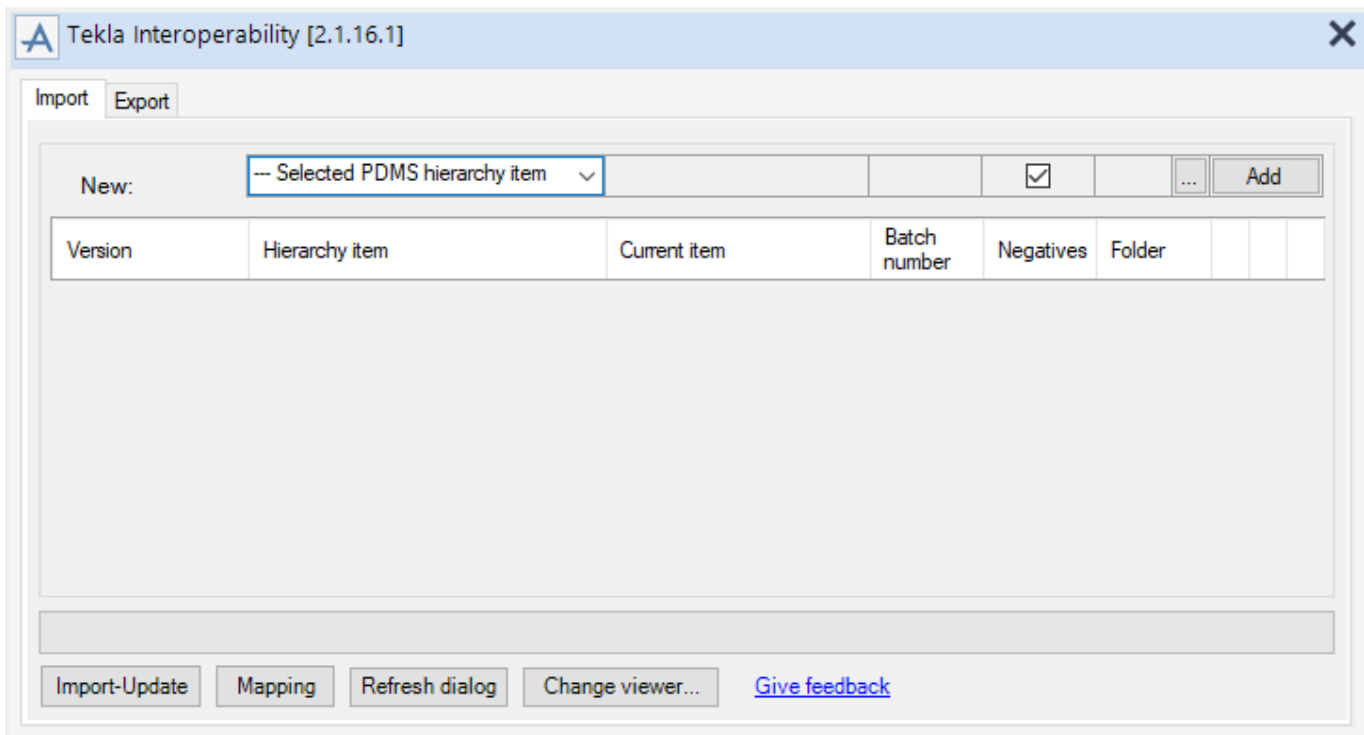 Tekla Interoperability [2.1.16.1]
Import Export
New: --- Selected PDMS hierarchy item ... Add
Version Hierarchy item Current item Batch number Negatives Folder
Import-Update Mapping Refresh dialog Change viewer... Give feedback